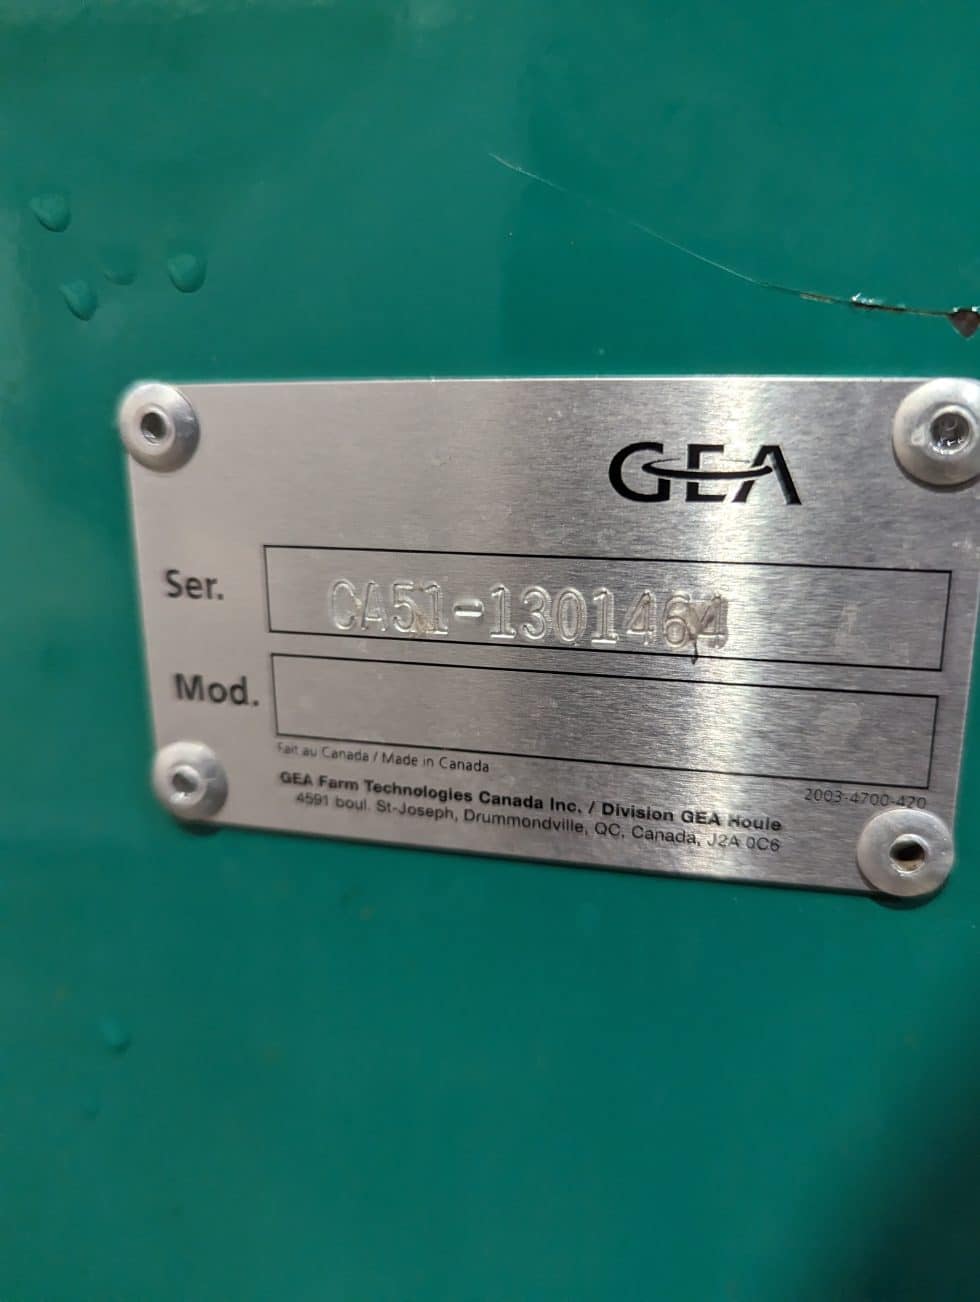 GEA
Ser. CA51-1301464
Mod.
Fait au Canada / Made in Canada
2003-4700-470
GEA Farm Technologies Canada Inc. / Division GEA Houle
4591 boul. St-Joseph, Drummondville, QC, Canada, J2A 0C6